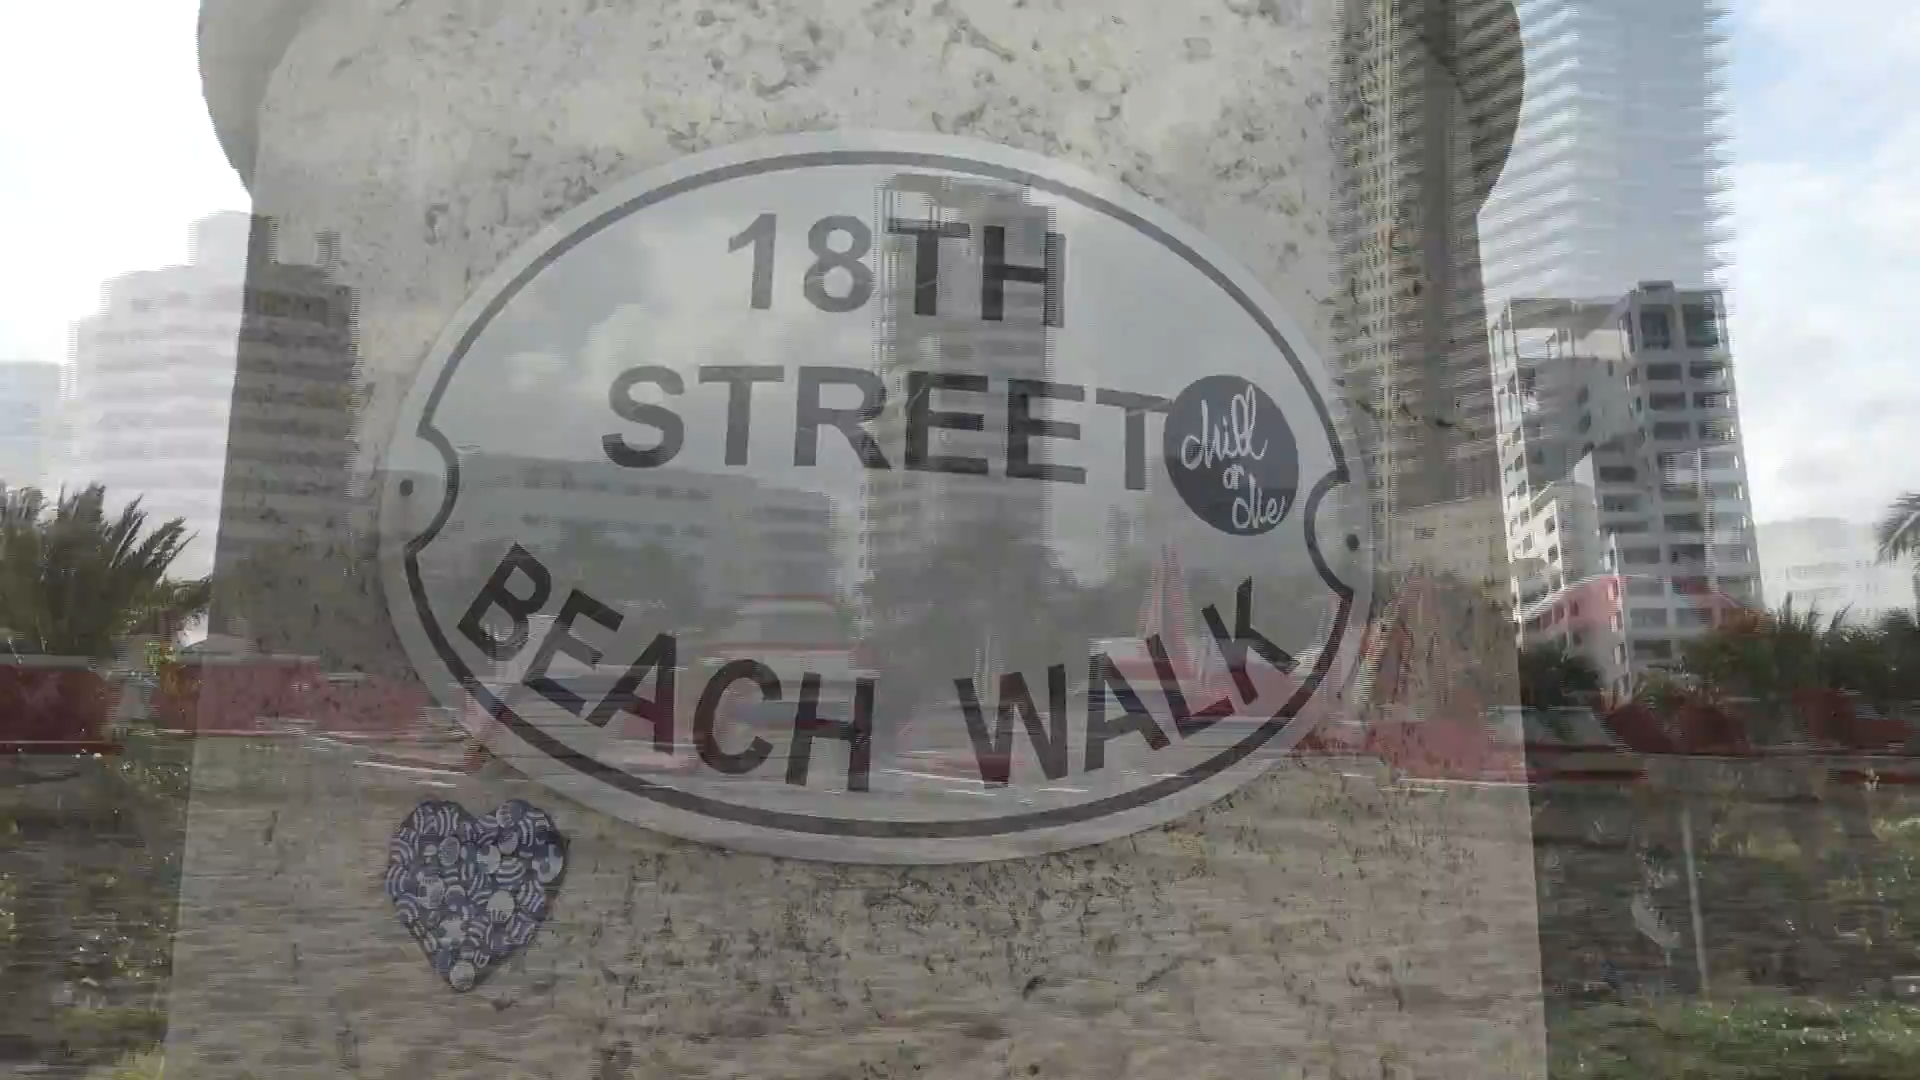 18TH
STREET
chill
or
die
BEACH WALK